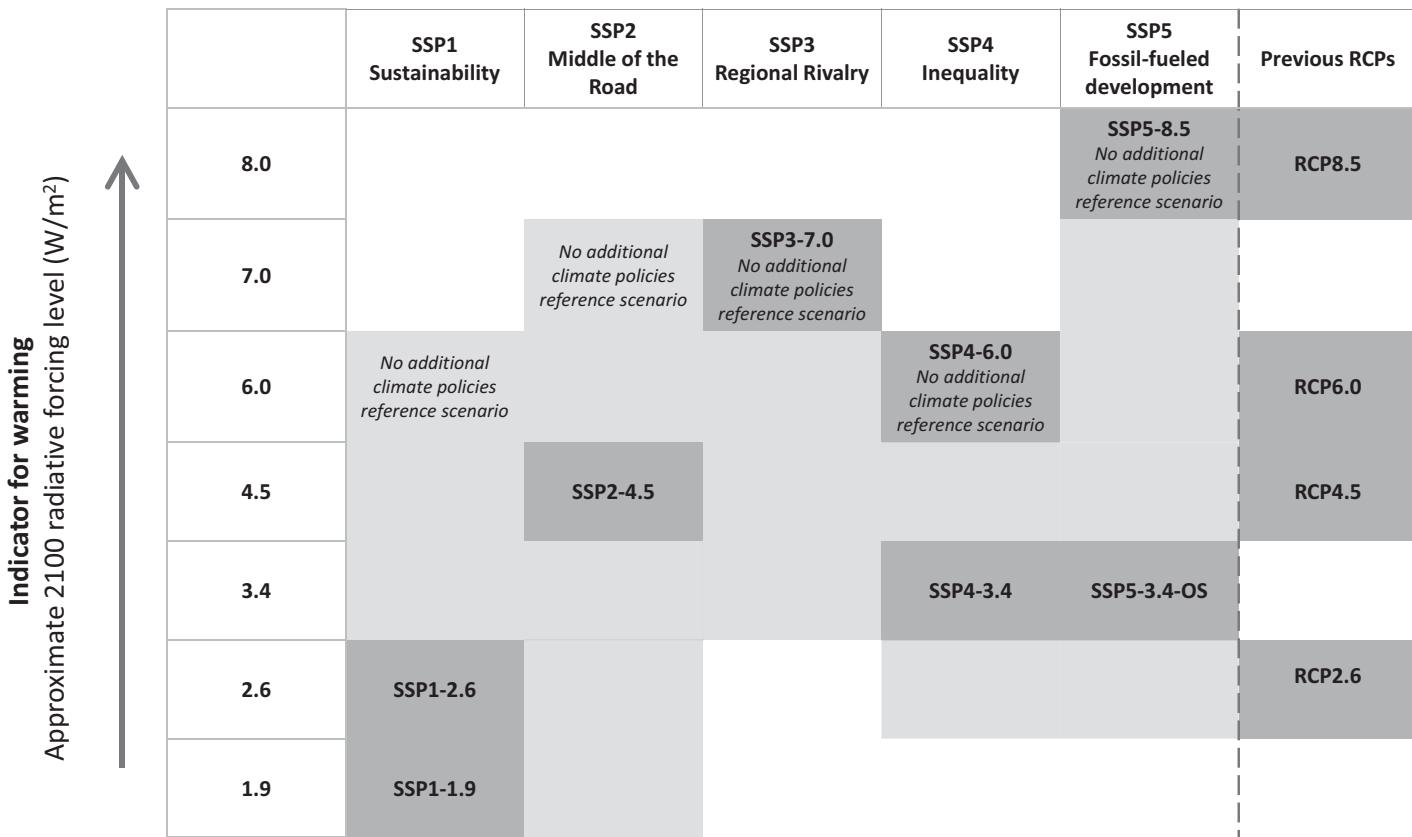 SSP1
Sustainability
SSP2
Middle of the
Road
SSP3
Regional Rivalry
SSP4
Inequality
SSP5
Fossil-fueled
development
Previous RCPs
Indicator for warming
Approximate 2100 radiative forcing level (W/m²)
8.0
SSP5-8.5
No additional
climate policies
reference scenario
RCP8.5
7.0
No additional
climate policies
reference scenario
SSP3-7.0
No additional
climate policies
reference scenario
6.0
No additional
climate policies
reference scenario
SSP4-6.0
No additional
climate policies
reference scenario
RCP6.0
4.5
SSP2-4.5
RCP4.5
3.4
SSP4-3.4
SSP5-3.4-OS
2.6
SSP1-2.6
RCP2.6
1.9
SSP1-1.9